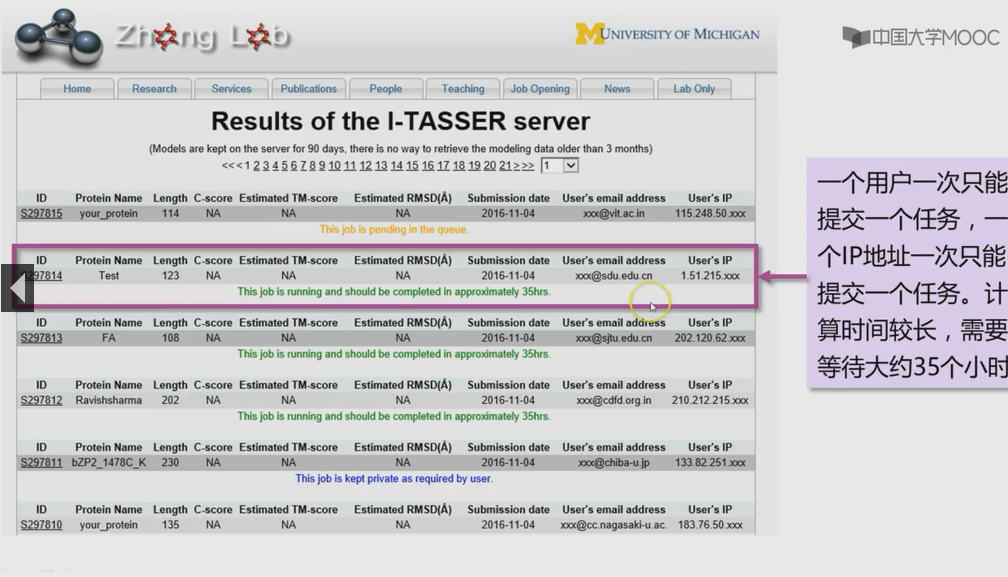 Zhang Lab
UNIVERSITY OF MICHIGAN
中国大学MOOC
Home Research Services Publications People Teaching Job Opening News Lab Only
Results of the I-TASSER server
(Models are kept on the server for 90 days, there is no way to retrieve the modeling data older than 3 months)
<<< 1 2 3 4 5 6 7 8 9 10 11 12 13 14 15 16 17 18 19 20 21 >>> 1
ID Protein Name Length C-score Estimated TM-score Estimated RMSD(Å) Submission date User's email address User's IP
S297815 your_protein 114 NA NA NA 2016-11-04 xxx@vit.ac.in 115.248.50.xxx
This job is pending in the queue.
ID Protein Name Length C-score Estimated TM-score Estimated RMSD(Å) Submission date User's email address User's IP
297814 Test 123 NA NA NA 2016-11-04 xxx@sdu.edu.cn 1.51.215.xxx
This job is running and should be completed in approximately 35hrs.
ID Protein Name Length C-score Estimated TM-score Estimated RMSD(Å) Submission date User's email address User's IP
S297813 FA 108 NA NA NA 2016-11-04 xxx@sjtu.edu.cn 202.120.62.xxx
This job is running and should be completed in approximately 35hrs.
ID Protein Name Length C-score Estimated TM-score Estimated RMSD(Å) Submission date User's email address User's IP
S297812 Ravishsharma 202 NA NA NA 2016-11-04 xxx@cdfd.org.in 210.212.215.xxx
This job is running and should be completed in approximately 35hrs.
ID Protein Name Length C-score Estimated TM-score Estimated RMSD(Å) Submission date User's email address User's IP
S297811 bZP2_1478C_K 230 NA NA NA 2016-11-04 xxx@chiba-u.jp 133.82.251.xxx
This job is kept private as required by user.
ID Protein Name Length C-score Estimated TM-score Estimated RMSD(Å) Submission date User's email address User's IP
S297810 your_protein 135 NA NA NA 2016-11-04 xxx@cc.nagasaki-u.ac. 183.76.50.xxx
一个用户一次只能
提交一个任务，一
个IP地址一次只能
提交一个任务。计
算时间较长，需要
等待大约35个小时